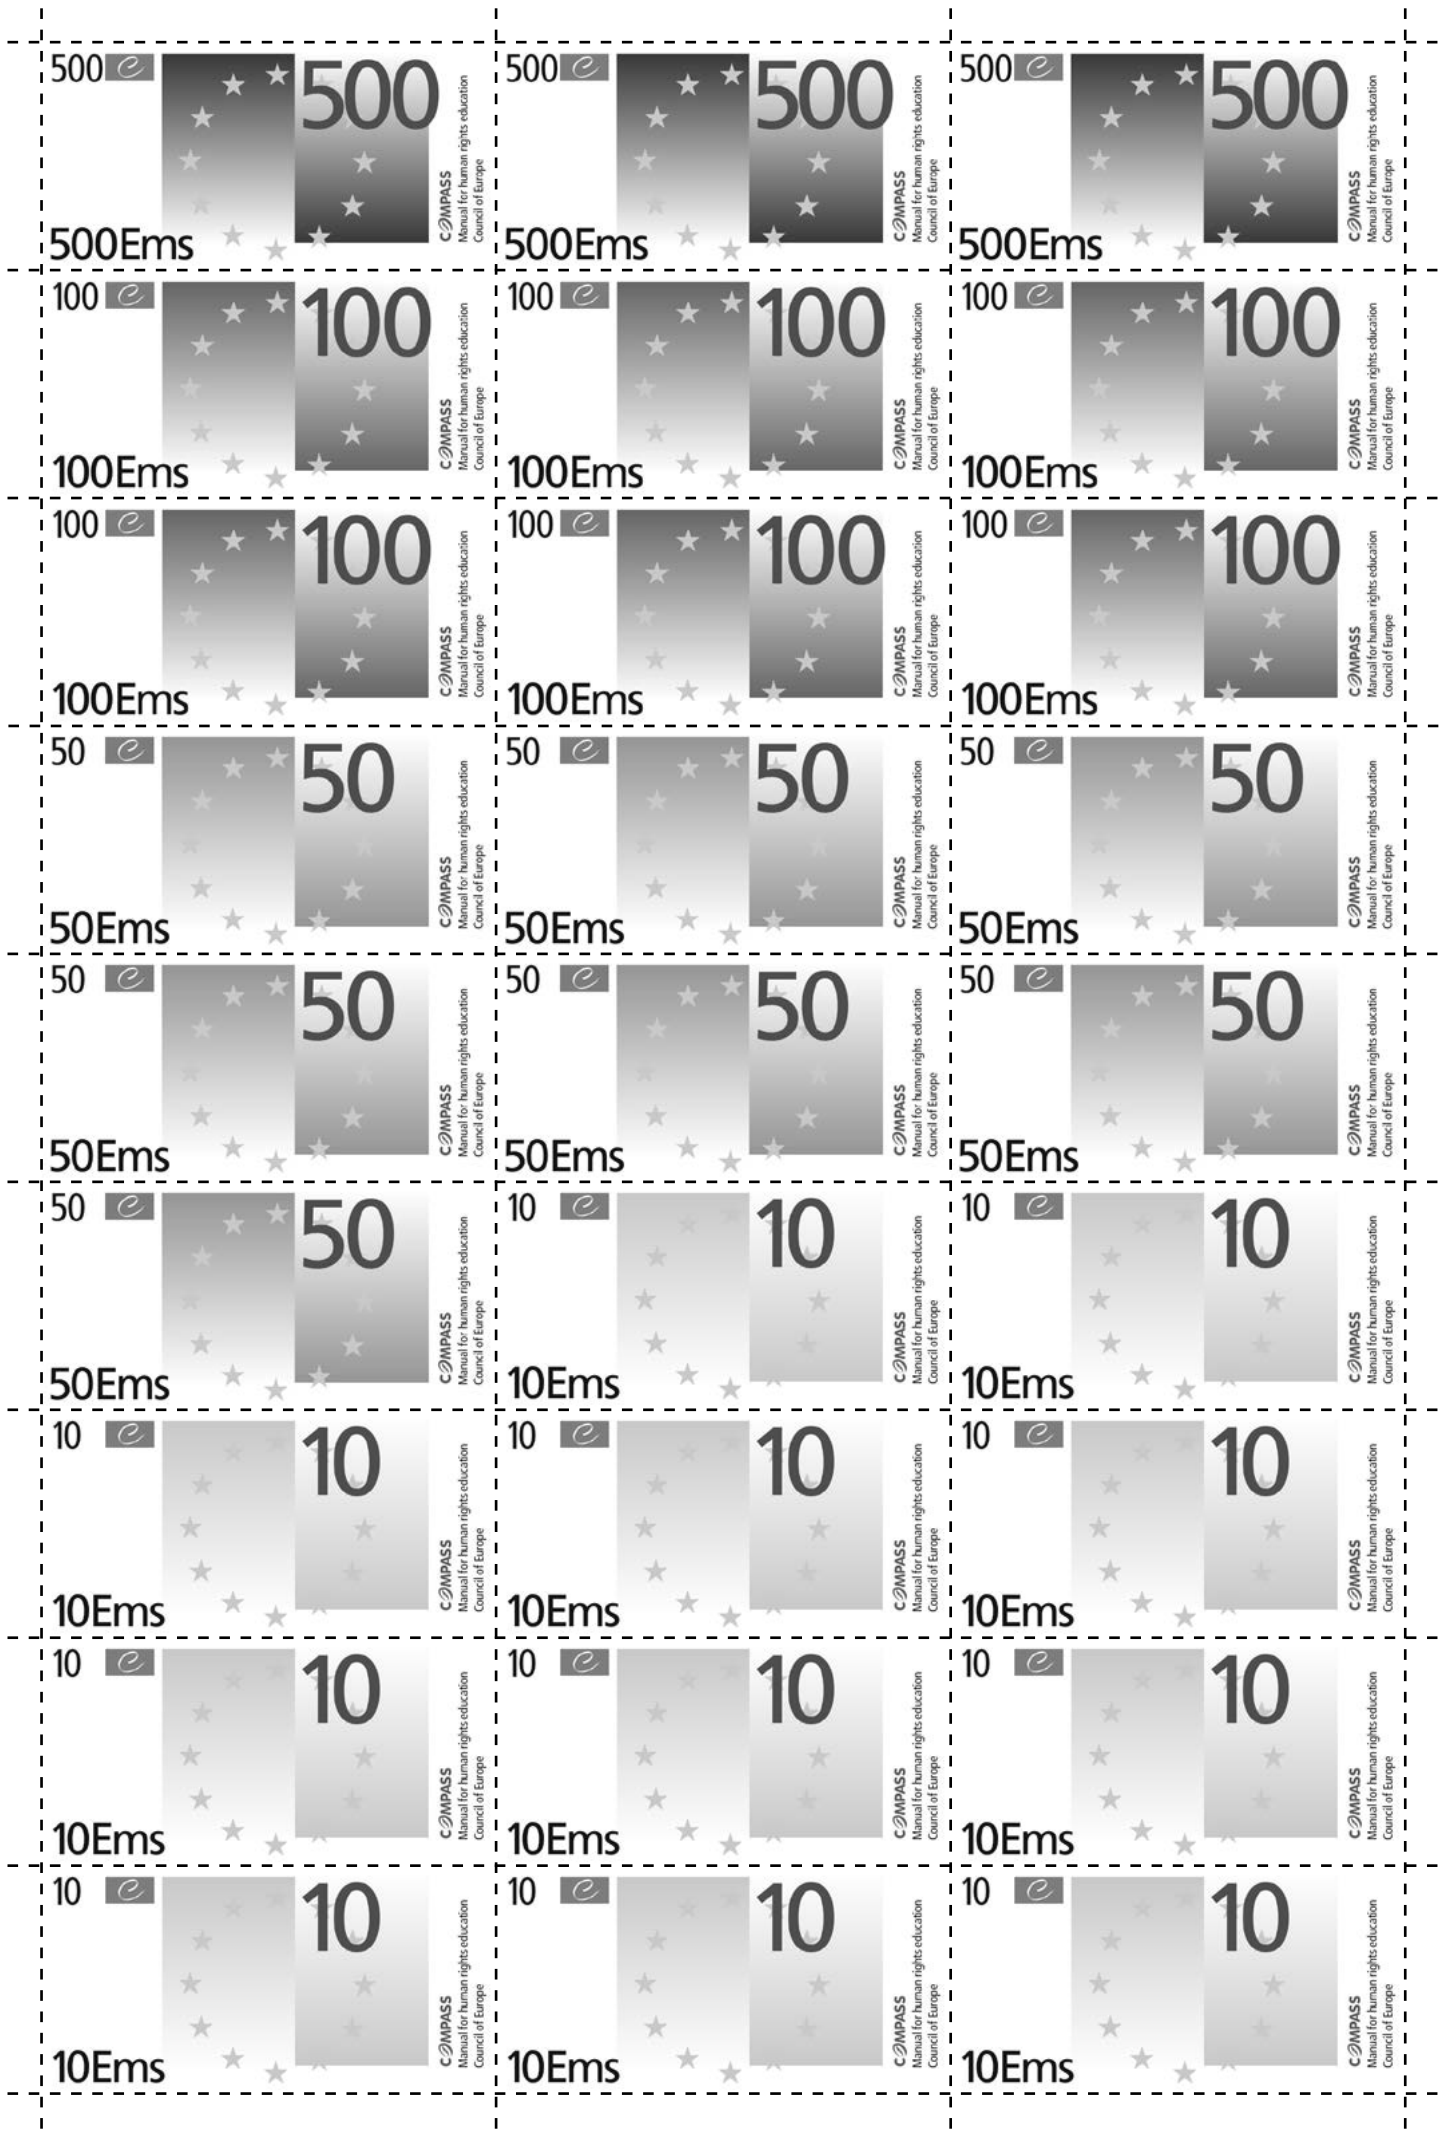 500 500 500 500 500 500
COMPASS COMPASS COMPASS
Manual for human rights education Manual for human rights education Manual for human rights education
Council of Europe Council of Europe Council of Europe
500Ems 500Ems 500Ems
100 100 100 100 100 100
COMPASS COMPASS COMPASS
Manual for human rights education Manual for human rights education Manual for human rights education
Council of Europe Council of Europe Council of Europe
100Ems 100Ems 100Ems
100 100 100 100 100 100
COMPASS COMPASS COMPASS
Manual for human rights education Manual for human rights education Manual for human rights education
Council of Europe Council of Europe Council of Europe
100Ems 100Ems 100Ems
50 50 50 50 50 50
COMPASS COMPASS COMPASS
Manual for human rights education Manual for human rights education Manual for human rights education
Council of Europe Council of Europe Council of Europe
50Ems 50Ems 50Ems
50 50 50 50 50 50
COMPASS COMPASS COMPASS
Manual for human rights education Manual for human rights education Manual for human rights education
Council of Europe Council of Europe Council of Europe
50Ems 50Ems 50Ems
50 50 10 10 10 10
COMPASS COMPASS COMPASS
Manual for human rights education Manual for human rights education Manual for human rights education
Council of Europe Council of Europe Council of Europe
50Ems 10Ems 10Ems
10 10 10 10 10 10
COMPASS COMPASS COMPASS
Manual for human rights education Manual for human rights education Manual for human rights education
Council of Europe Council of Europe Council of Europe
10Ems 10Ems 10Ems
10 10 10 10 10 10
COMPASS COMPASS COMPASS
Manual for human rights education Manual for human rights education Manual for human rights education
Council of Europe Council of Europe Council of Europe
10Ems 10Ems 10Ems
10 10 10 10 10 10
COMPASS COMPASS COMPASS
Manual for human rights education Manual for human rights education Manual for human rights education
Council of Europe Council of Europe Council of Europe
10Ems 10Ems 10Ems